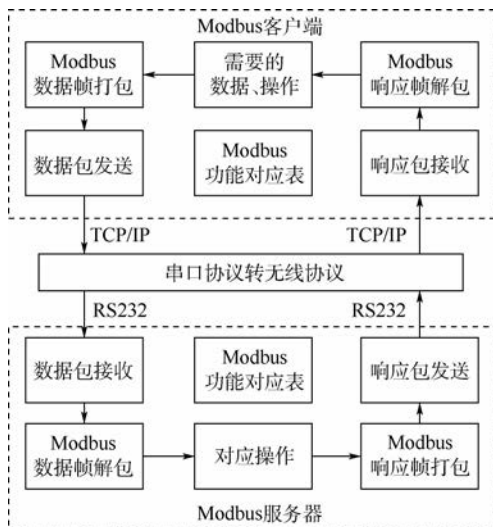 Modbus客户端
Modbus
数据帧打包
需要的
数据、操作
Modbus
响应帧解包
数据包发送
Modbus
功能对应表
响应包接收
TCP/IP
TCP/IP
串口协议转无线协议
RS232
RS232
数据包接收
Modbus
功能对应表
响应包发送
Modbus
数据帧解包
对应操作
Modbus
响应帧打包
Modbus服务器